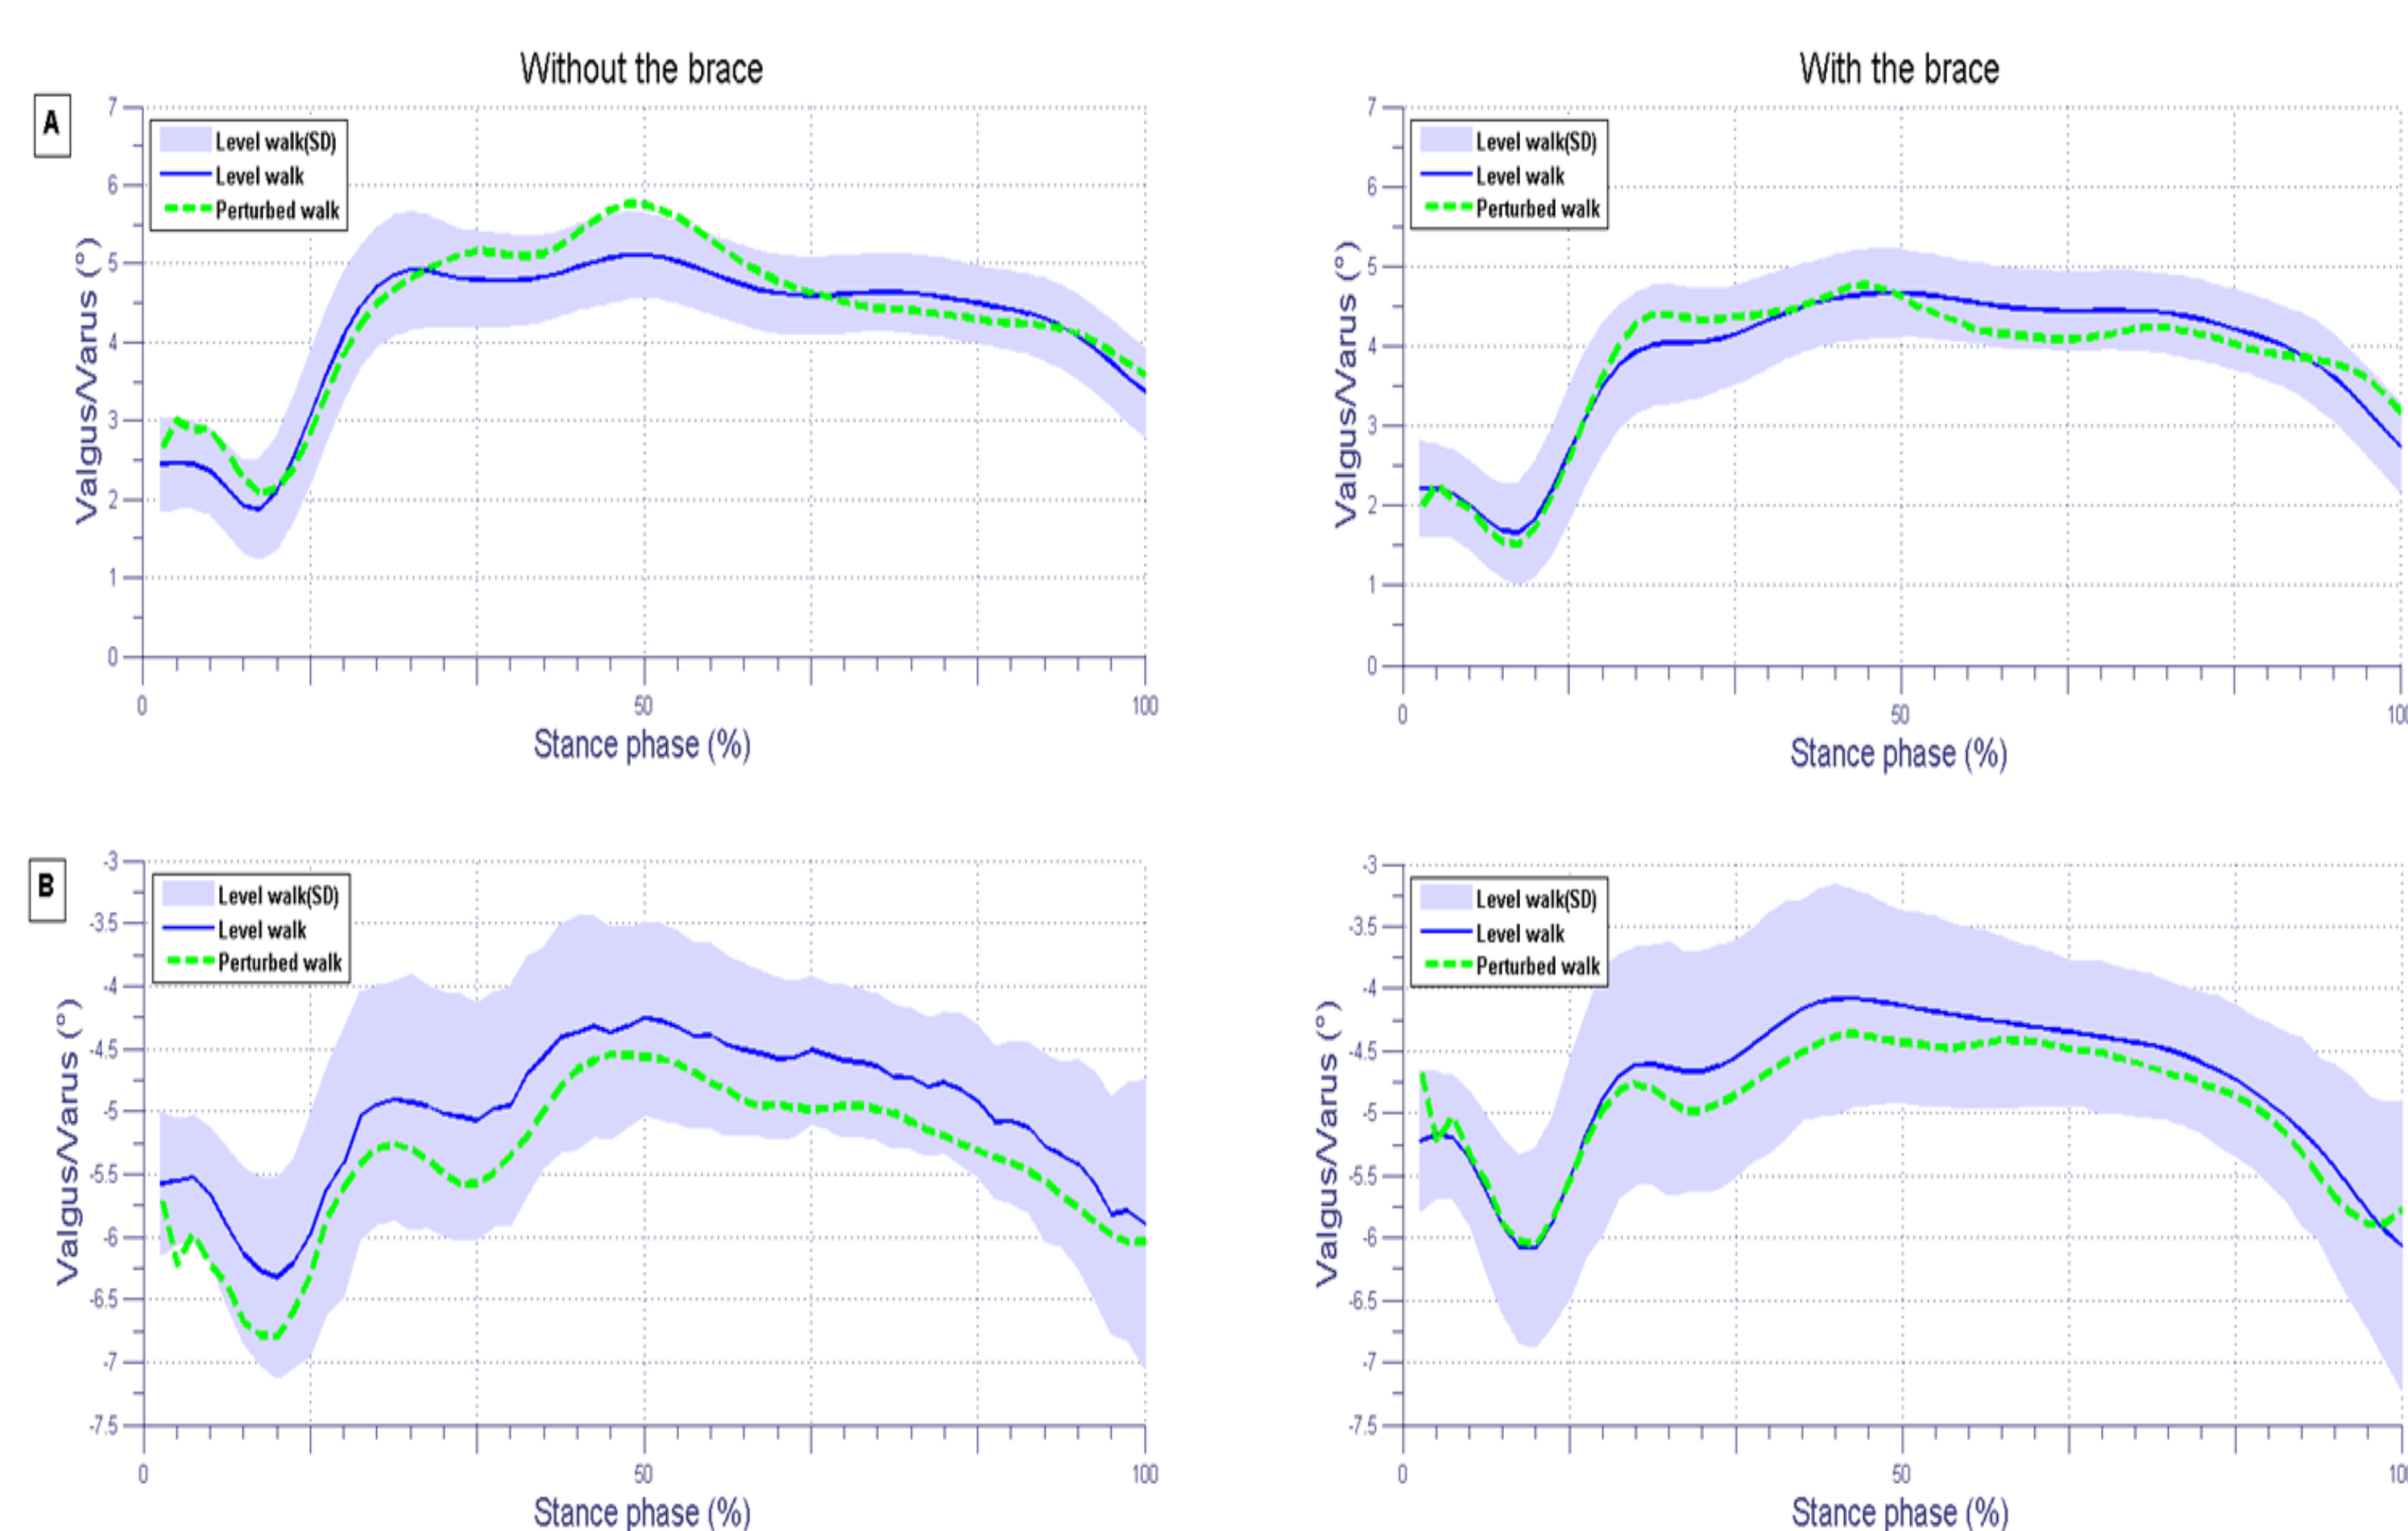 Without the brace
With the brace
A
7
6
5
4
3
2
1
0
Level walk(SD)
Level walk
Perturbed walk
Valgus/Varus (°)
0
50
100
Stance phase (%)
7
6
5
4
3
2
1
0
Level walk(SD)
Level walk
Perturbed walk
Valgus/Varus (°)
0
50
100
Stance phase (%)
B
-3
-3.5
-4
-4.5
-5
-5.5
-6
-6.5
-7
-7.5
Level walk(SD)
Level walk
Perturbed walk
Valgus/Varus (°)
0
50
100
Stance phase (%)
-3
-3.5
-4
-4.5
-5
-5.5
-6
-6.5
-7
-7.5
Level walk(SD)
Level walk
Perturbed walk
Valgus/Varus (°)
0
50
100
Stance phase (%)